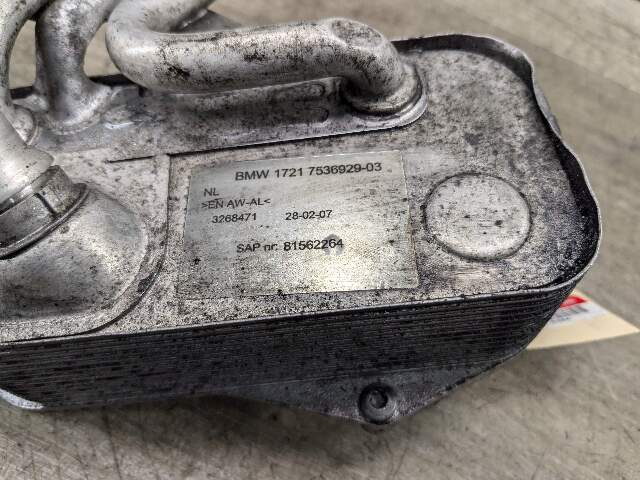 BMW 1721 7536929-03
NL
>EN AW-AL<
3268471 28-02-07
SAP nr: 81562264